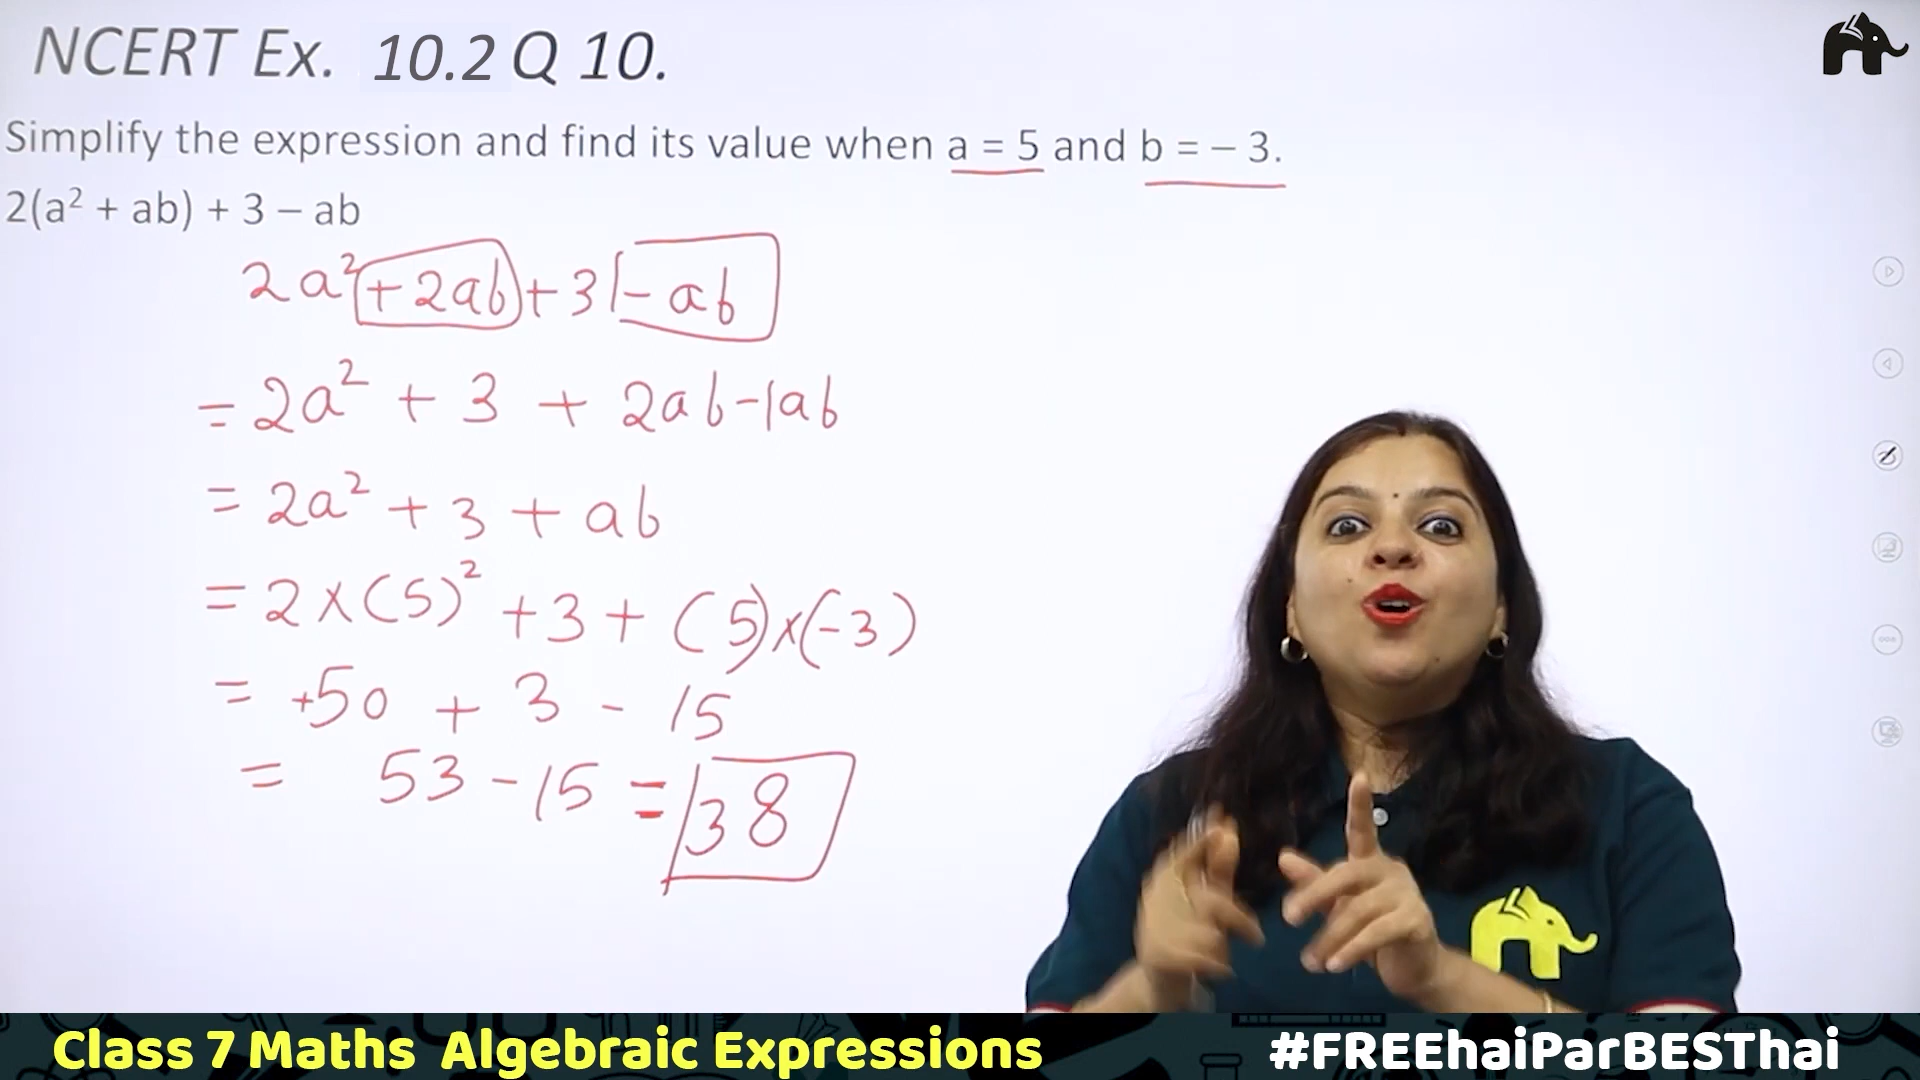 NCERT Ex. 10.2 Q 10.
Simplify the expression and find its value when a = 5 and b = – 3.
2(a² + ab) + 3 – ab
2a² + 2ab + 3 - ab
= 2a² + 3 + 2ab - 1ab
= 2a² + 3 + ab
= 2 × (5)² + 3 + (5) × (-3)
= +50 + 3 - 15
= 53 - 15 = 38
Class 7 Maths Algebraic Expressions
#FREEhaiParBESThai